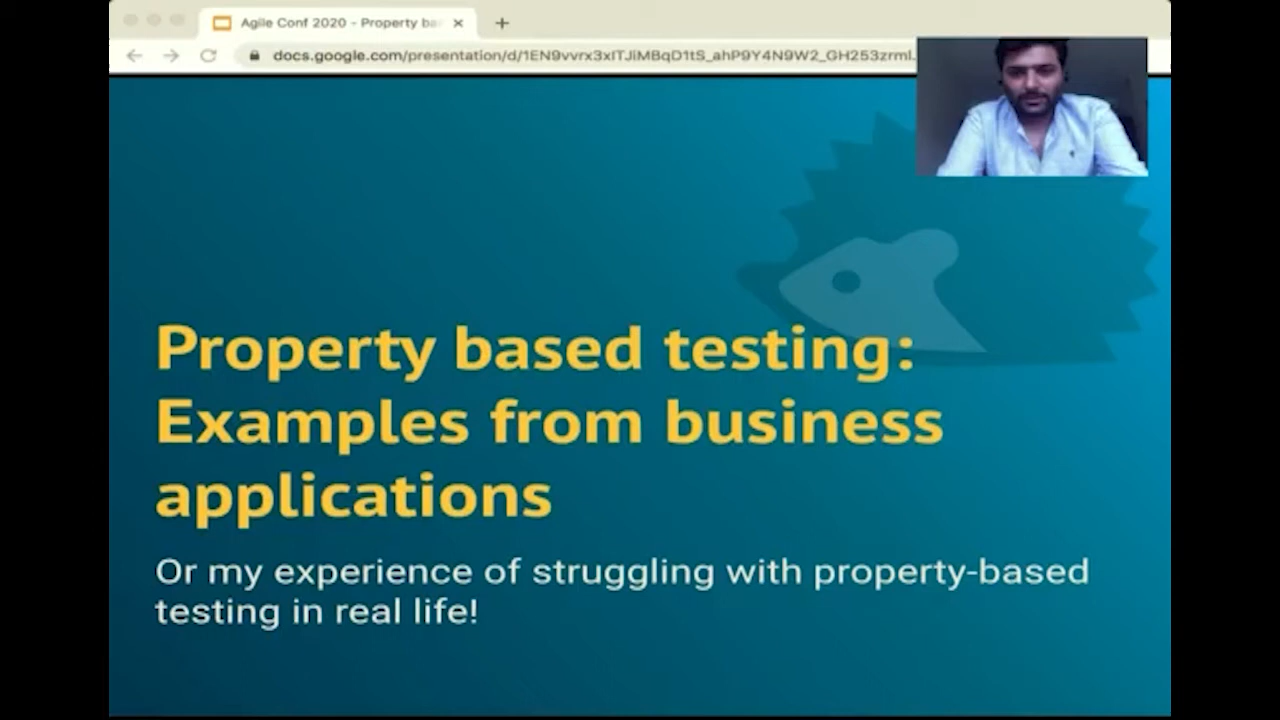 Agile Conf 2020 - Property ba
docs.google.com/presentation/d/1EN9vvrx3xITJiMBqD1tS_ahP9Y4N9W2_GH253zrml.
Property based testing:
Examples from business
applications
Or my experience of struggling with property-based
testing in real life!